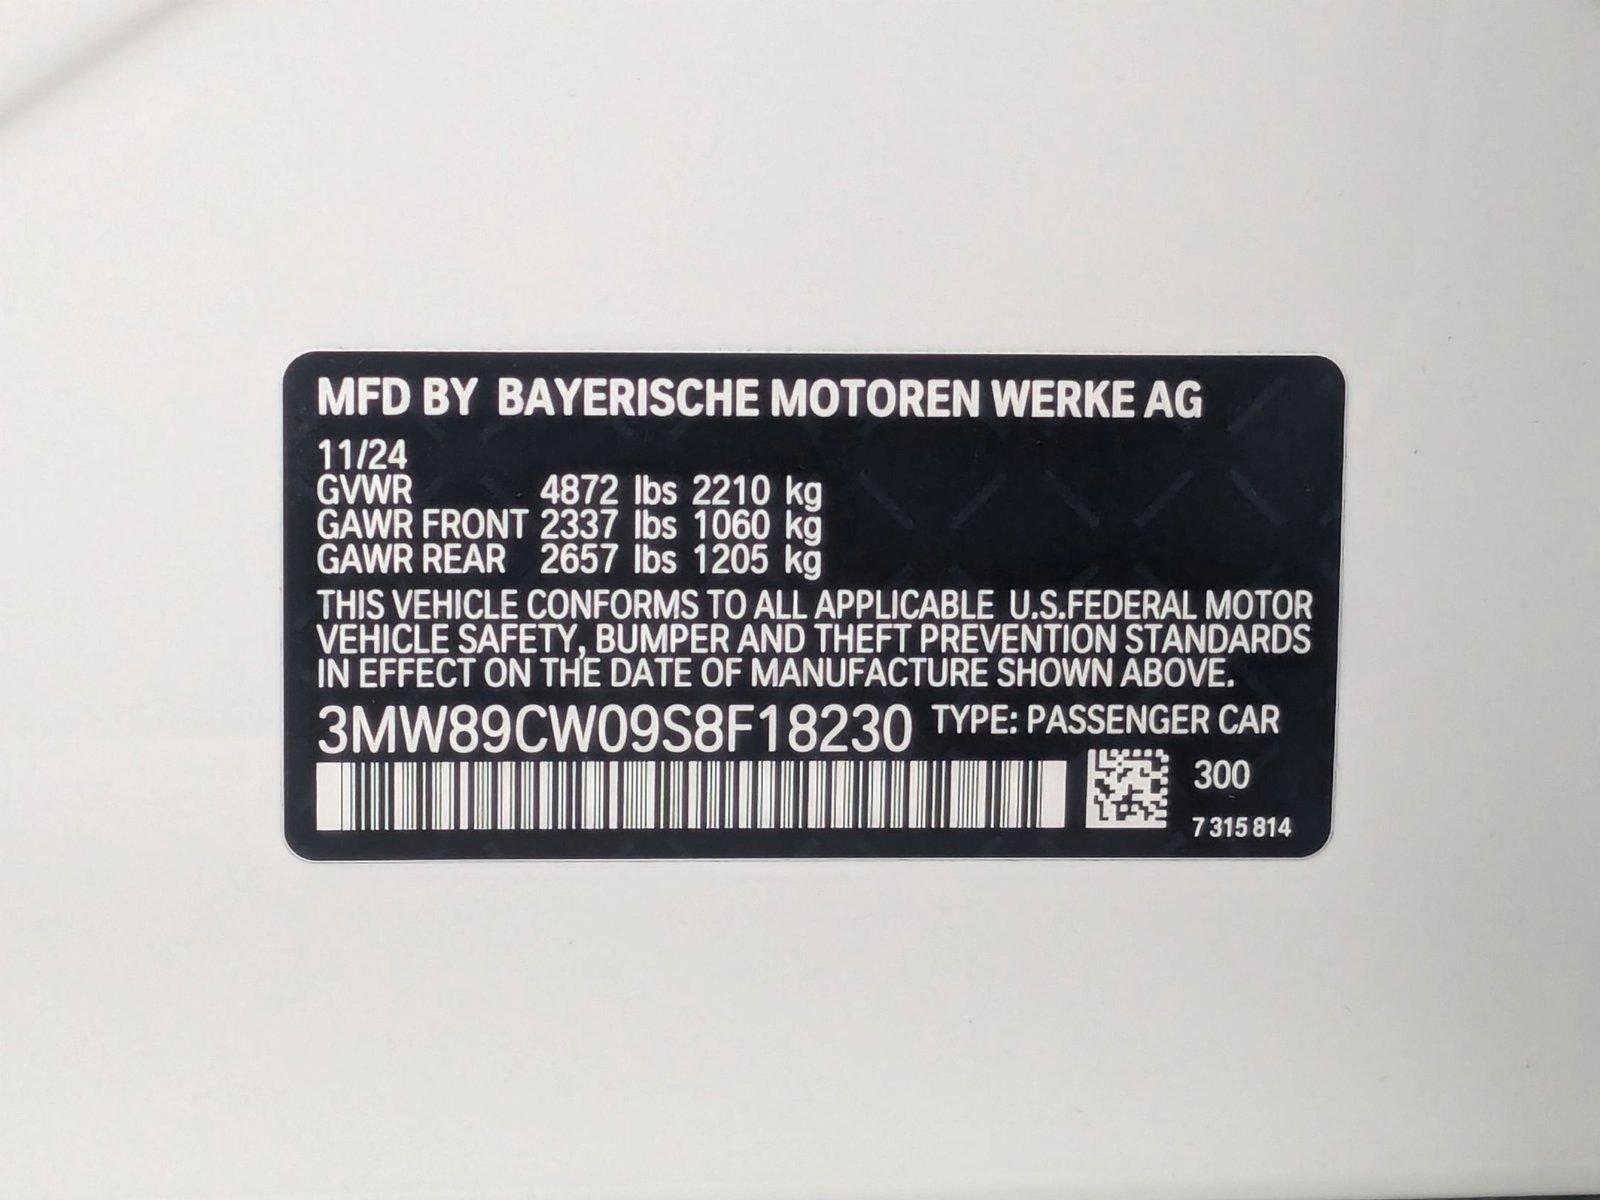 MFD BY BAYERISCHE MOTOREN WERKE AG
11/24
GVWR 4872 lbs 2210 kg
GAWR FRONT 2337 lbs 1060 kg
GAWR REAR 2657 lbs 1205 kg
THIS VEHICLE CONFORMS TO ALL APPLICABLE U.S.FEDERAL MOTOR
VEHICLE SAFETY, BUMPER AND THEFT PREVENTION STANDARDS
IN EFFECT ON THE DATE OF MANUFACTURE SHOWN ABOVE.
3MW89CW09S8F18230 TYPE: PASSENGER CAR
300
7 315 814